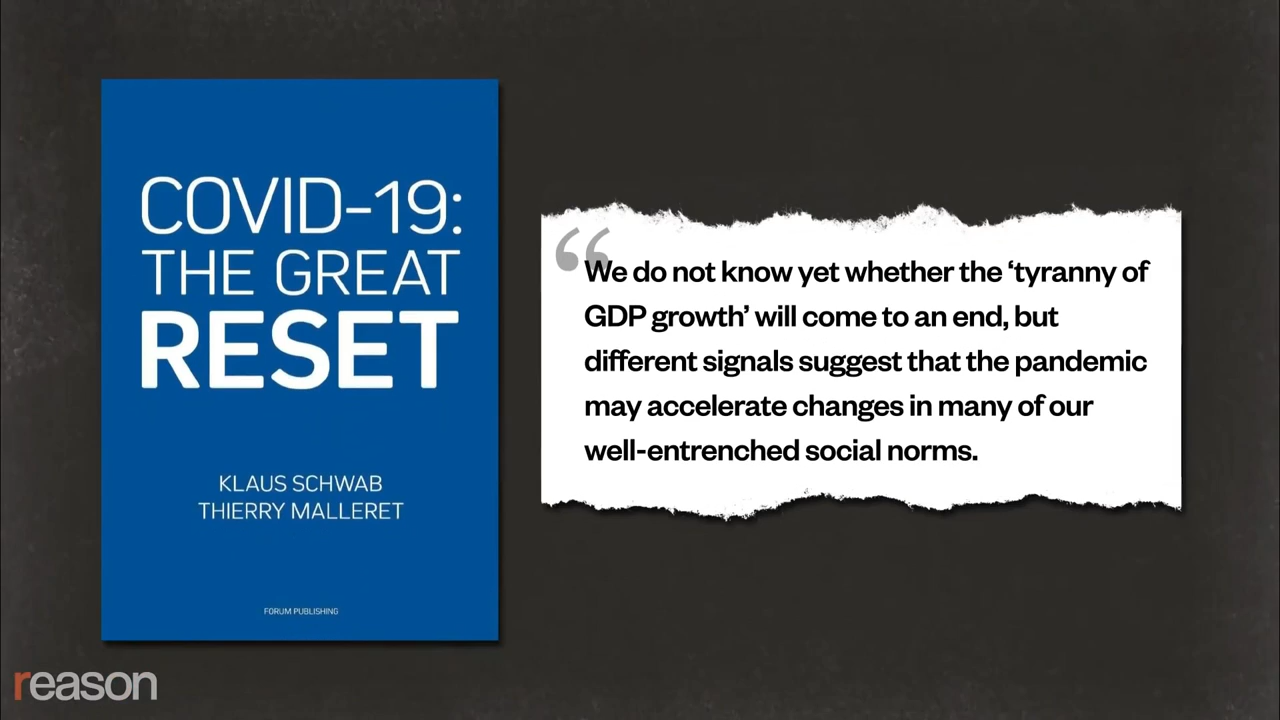 COVID-19:
THE GREAT
RESET
KLAUS SCHWAB
THIERRY MALLERET
FORUM PUBLISHING
“We do not know yet whether the ‘tyranny of
GDP growth’ will come to an end, but
different signals suggest that the pandemic
may accelerate changes in many of our
well-entrenched social norms.
reason